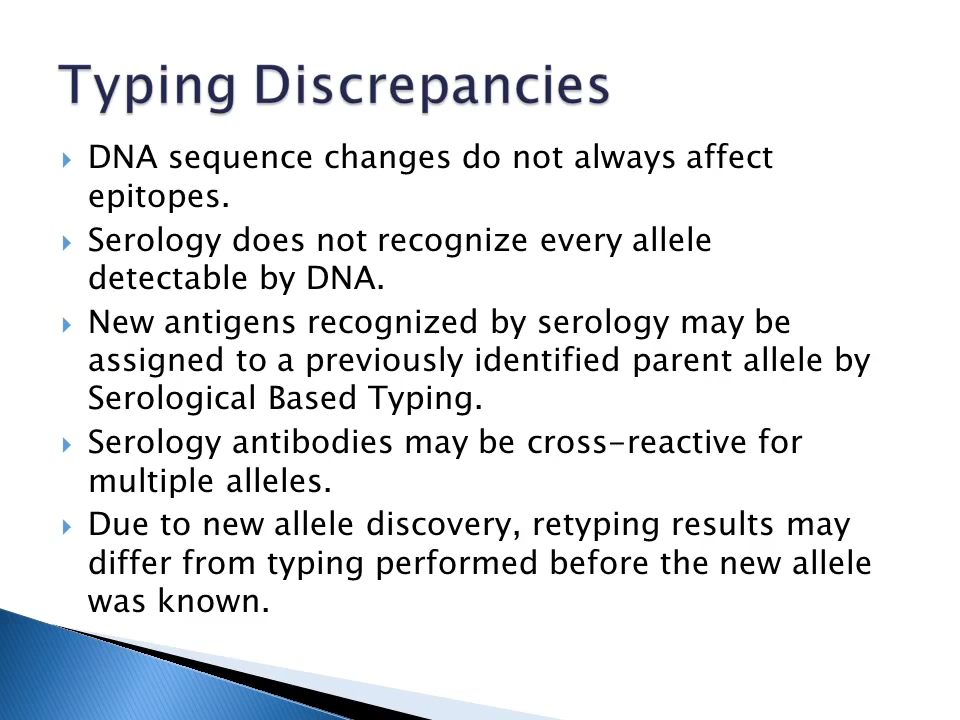 Typing Discrepancies
DNA sequence changes do not always affect
epitopes.
Serology does not recognize every allele
detectable by DNA.
New antigens recognized by serology may be
assigned to a previously identified parent allele by
Serological Based Typing.
Serology antibodies may be cross-reactive for
multiple alleles.
Due to new allele discovery, retyping results may
differ from typing performed before the new allele
was known.